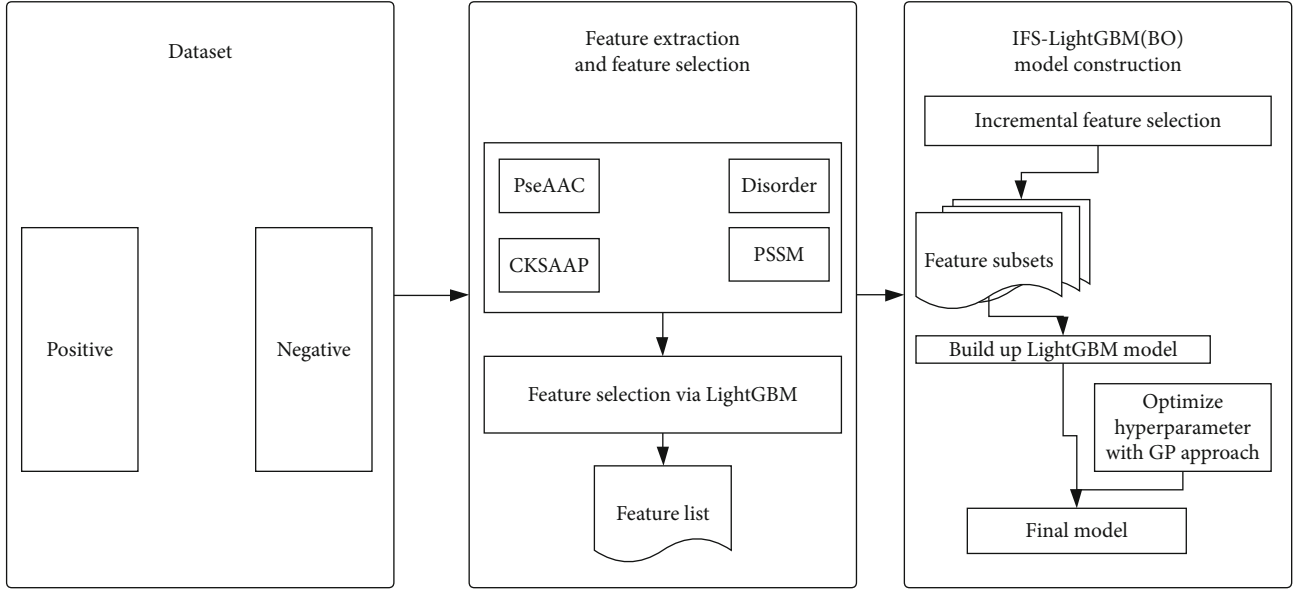 Dataset
Positive
Negative
Feature extraction
and feature selection
PseAAC
Disorder
CKSAAP
PSSM
Feature selection via LightGBM
Feature list
IFS-LightGBM(BO)
model construction
Incremental feature selection
Feature subsets
Build up LightGBM model
Optimize
hyperparameter
with GP approach
Final model